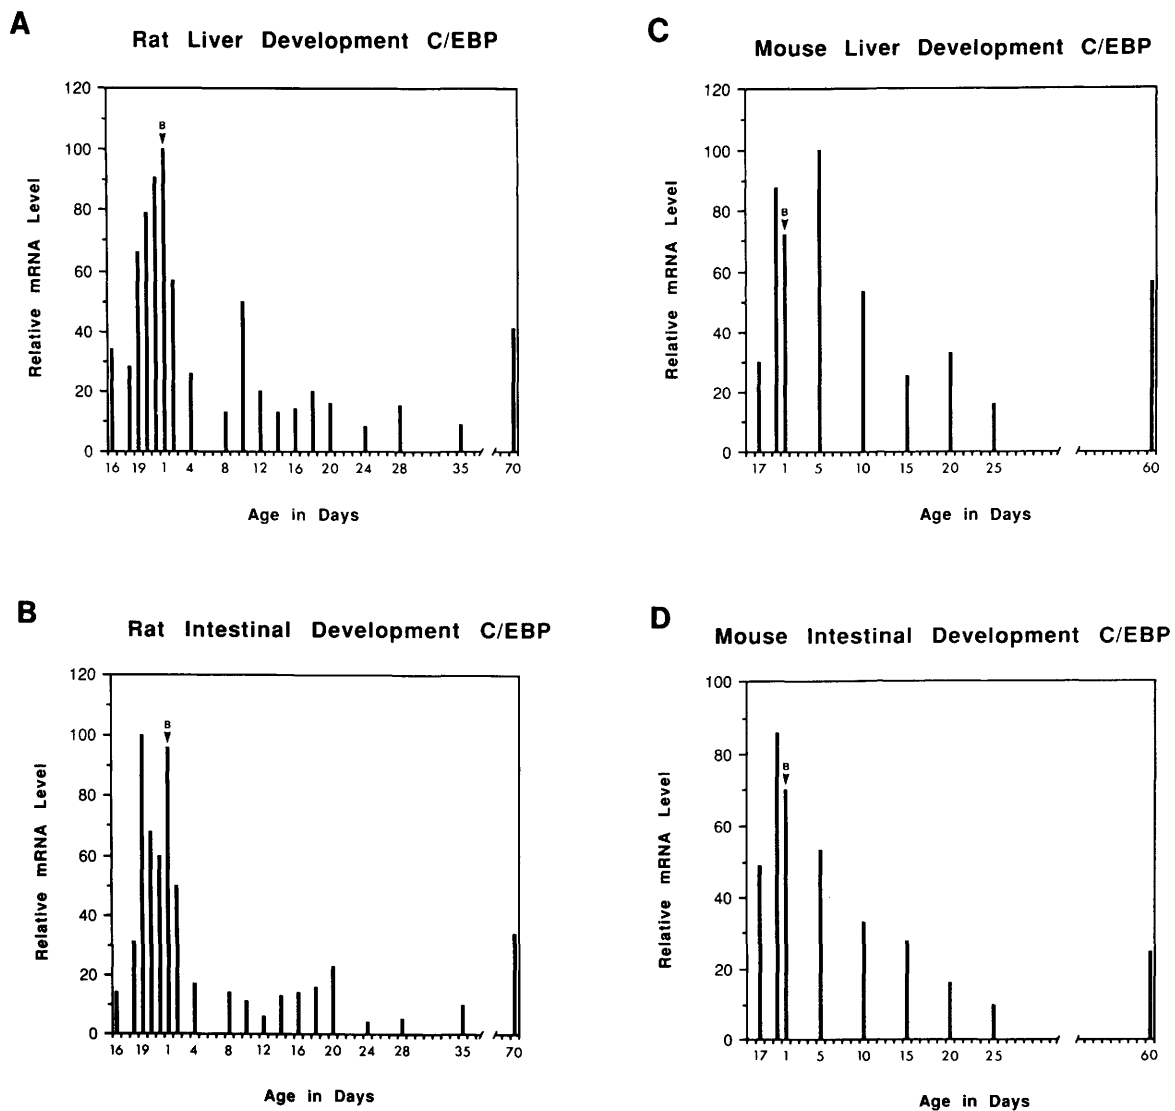 A
Rat Liver Development C/EBP
120
100
80
60
40
20
0
B
Relative mRNA Level
16 19 1 4 8 12 16 20 24 28 35 70
Age in Days
C
Mouse Liver Development C/EBP
120
100
80
60
40
20
0
B
Relative mRNA Level
17 1 5 10 15 20 25 60
Age in Days
B
Rat Intestinal Development C/EBP
120
100
80
60
40
20
0
B
Relative mRNA Level
16 19 1 4 8 12 16 20 24 28 35 70
Age in Days
D
Mouse Intestinal Development C/EBP
100
80
60
40
20
0
B
Relative mRNA Level
17 1 5 10 15 20 25 60
Age in Days